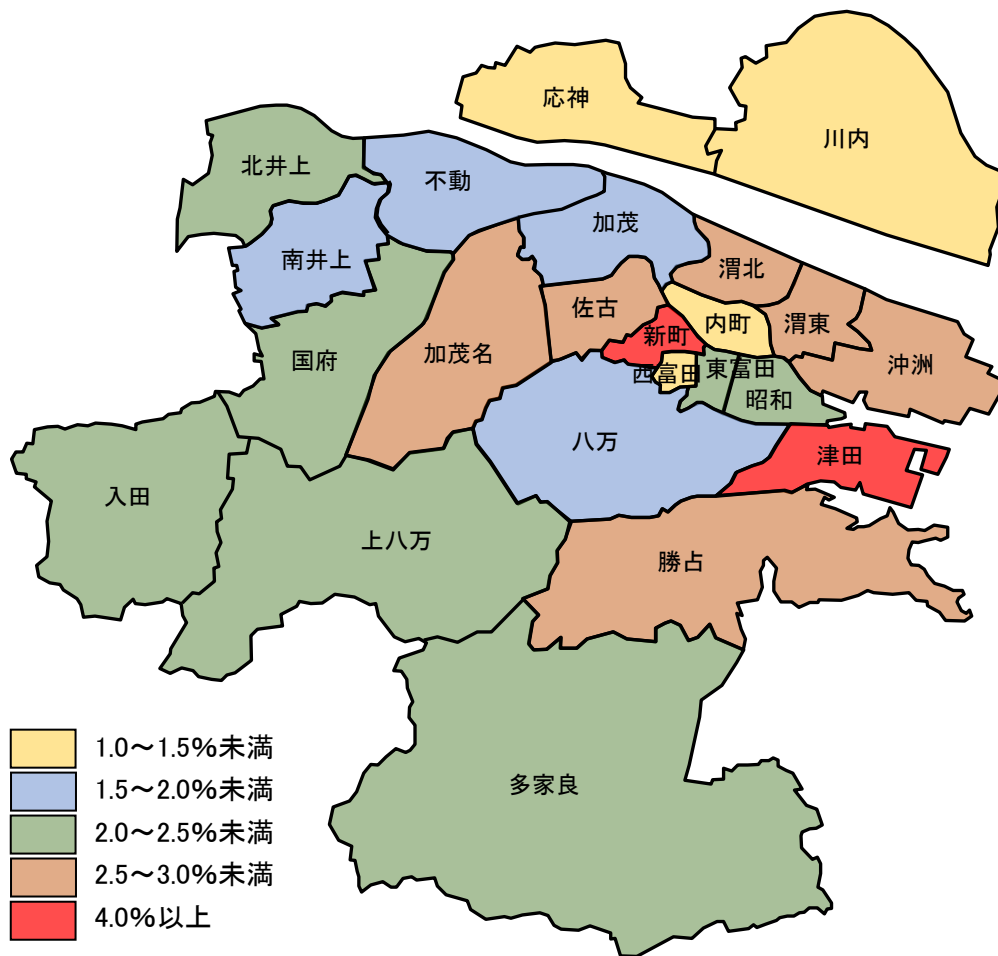 応神
川内
北井上
不動
加茂
南井上
渭北
佐古
内町
渭東
新町
国府
加茂名
沖洲
西富田
東富田
昭和
八万
津田
入田
上八万
勝占
多家良
1.0～1.5%未満
1.5～2.0%未満
2.0～2.5%未満
2.5～3.0%未満
4.0%以上